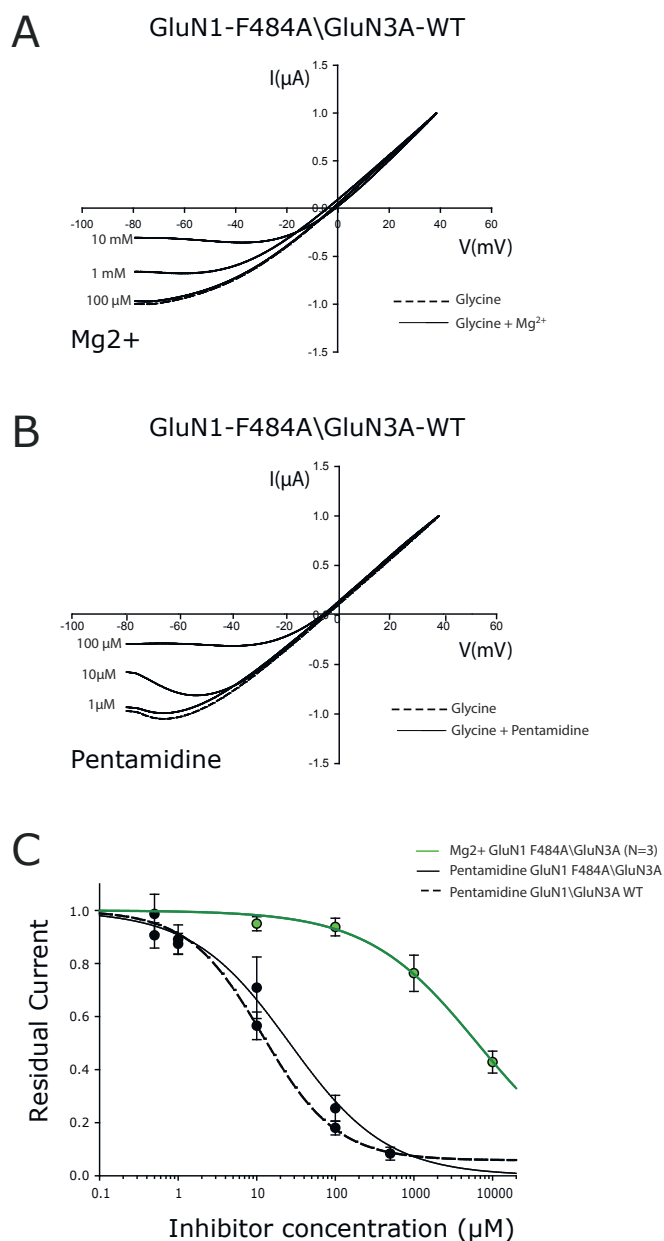 A
GluN1-F484A\GluN3A-WT
I(µA)
1.5
1.0
0.5
0.0
-100 -80 -60 -40 -20 0 20 40 60
V(mV)
10 mM
-0.5
1 mM
100 µM
-1.0
-1.5
Glycine
Glycine + Mg2+
Mg2+
B
GluN1-F484A\GluN3A-WT
I(µA)
1.5
1.0
0.5
0.0
-100 -80 -60 -40 -20 0 20 40 60
V(mV)
100 µM
-0.5
10µM
1µM
-1.0
-1.5
Glycine
Glycine + Pentamidine
Pentamidine
C
Mg2+ GluN1 F484A\GluN3A (N=3)
Pentamidine GluN1 F484A\GluN3A
Pentamidine GluN1\GluN3A WT
Residual Current
1.0
0.8
0.6
0.4
0.2
0.0
0.1 1 10 100 1000 10000
Inhibitor concentration (µM)